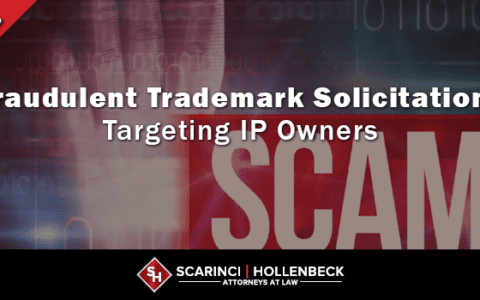 raudulent Trademark Solicitation
Targeting IP Owners
SCAM
SH SCARINCI | HOLLENBECK
ATTORNEYS AT LAW